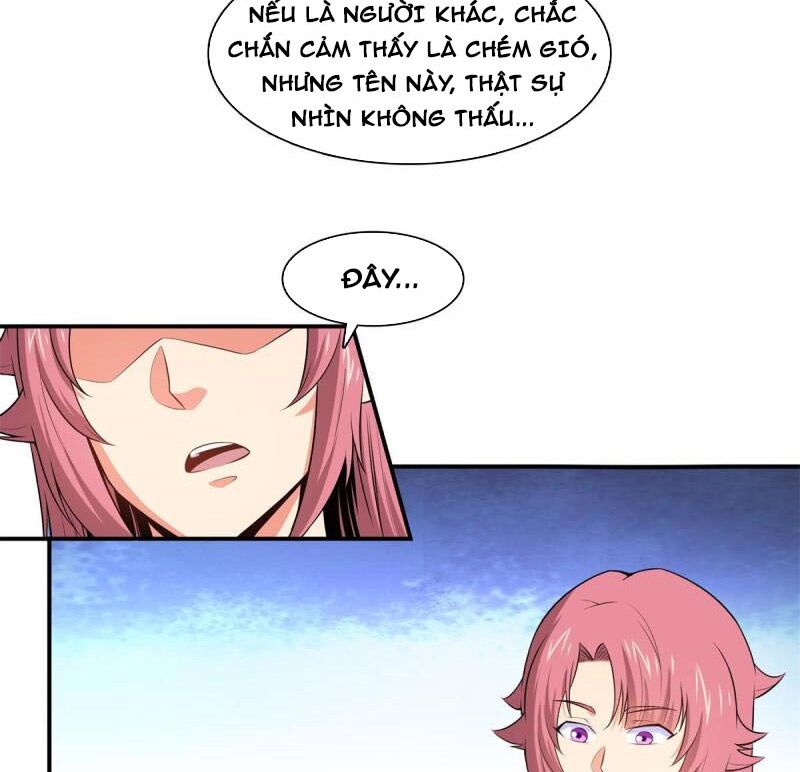 NẾU LÀ NGƯỜI KHÁC, CHẮC
CHẮN CẢM THẤY LÀ CHÉM GIÓ,
NHƯNG TÊN NÀY, THẬT SỰ
NHÌN KHÔNG THẤU...
ĐÂY...